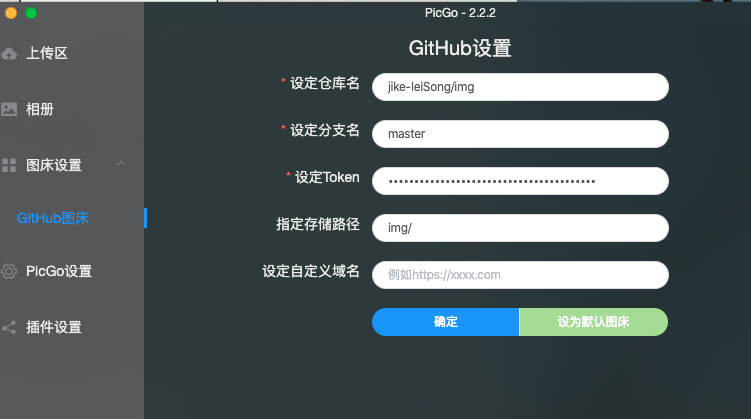 PicGo - 2.2.2
上传区
相册
图床设置
GitHub图床
PicGo设置
插件设置
GitHub设置
* 设定仓库名 jike-leiSong/img
* 设定分支名 master
* 设定Token ••••••••••••••••••••••••••••••••••••••••
指定存储路径 img/
设定自定义域名 例如https://xxxx.com
确定 设为默认图床